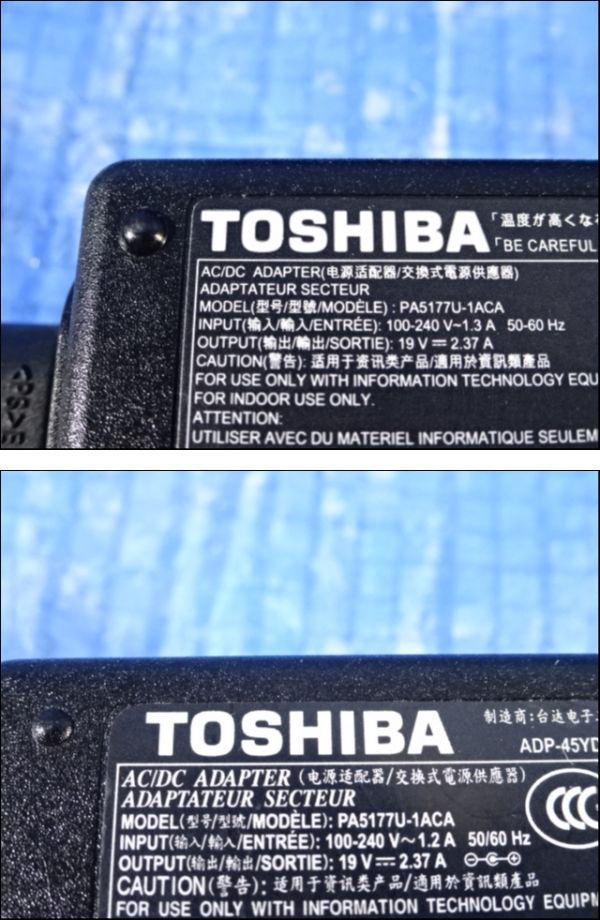 TOSHIBA 「温度が高くな
「BE CAREFUL
AC/DC ADAPTER(电源适配器/交換式電源供應器)
ADAPTATEUR SECTEUR
MODEL(型号/型號/MODÈLE) : PA5177U-1ACA
INPUT(输入/輸入/ENTRÉE): 100-240 V~1.3 A 50-60 Hz
OUTPUT(输出/輸出/SORTIE): 19 V ⎓ 2.37 A
CAUTION(警告): 适用于资讯类产品/適用於資訊類產品
FOR USE ONLY WITH INFORMATION TECHNOLOGY EQU
FOR INDOOR USE ONLY.
ATTENTION:
UTILISER AVEC DU MATERIEL INFORMATIQUE SEULEM
>PS<
TOSHIBA 制造商:台达电子
ADP-45YD
AC/DC ADAPTER (电源适配器/交換式電源供應器)
ADAPTATEUR SECTEUR
MODEL(型号/型號/MODÈLE): PA5177U-1ACA
INPUT(输入/輸入/ENTRÉE): 100-240 V~1.2 A 50/60 Hz
OUTPUT(输出/輸出/SORTIE): 19 V ⎓ 2.37 A
CAUTION(警告): 适用于资讯类产品/適用於資訊類產品
FOR USE ONLY WITH INFORMATION TECHNOLOGY EQUIPM